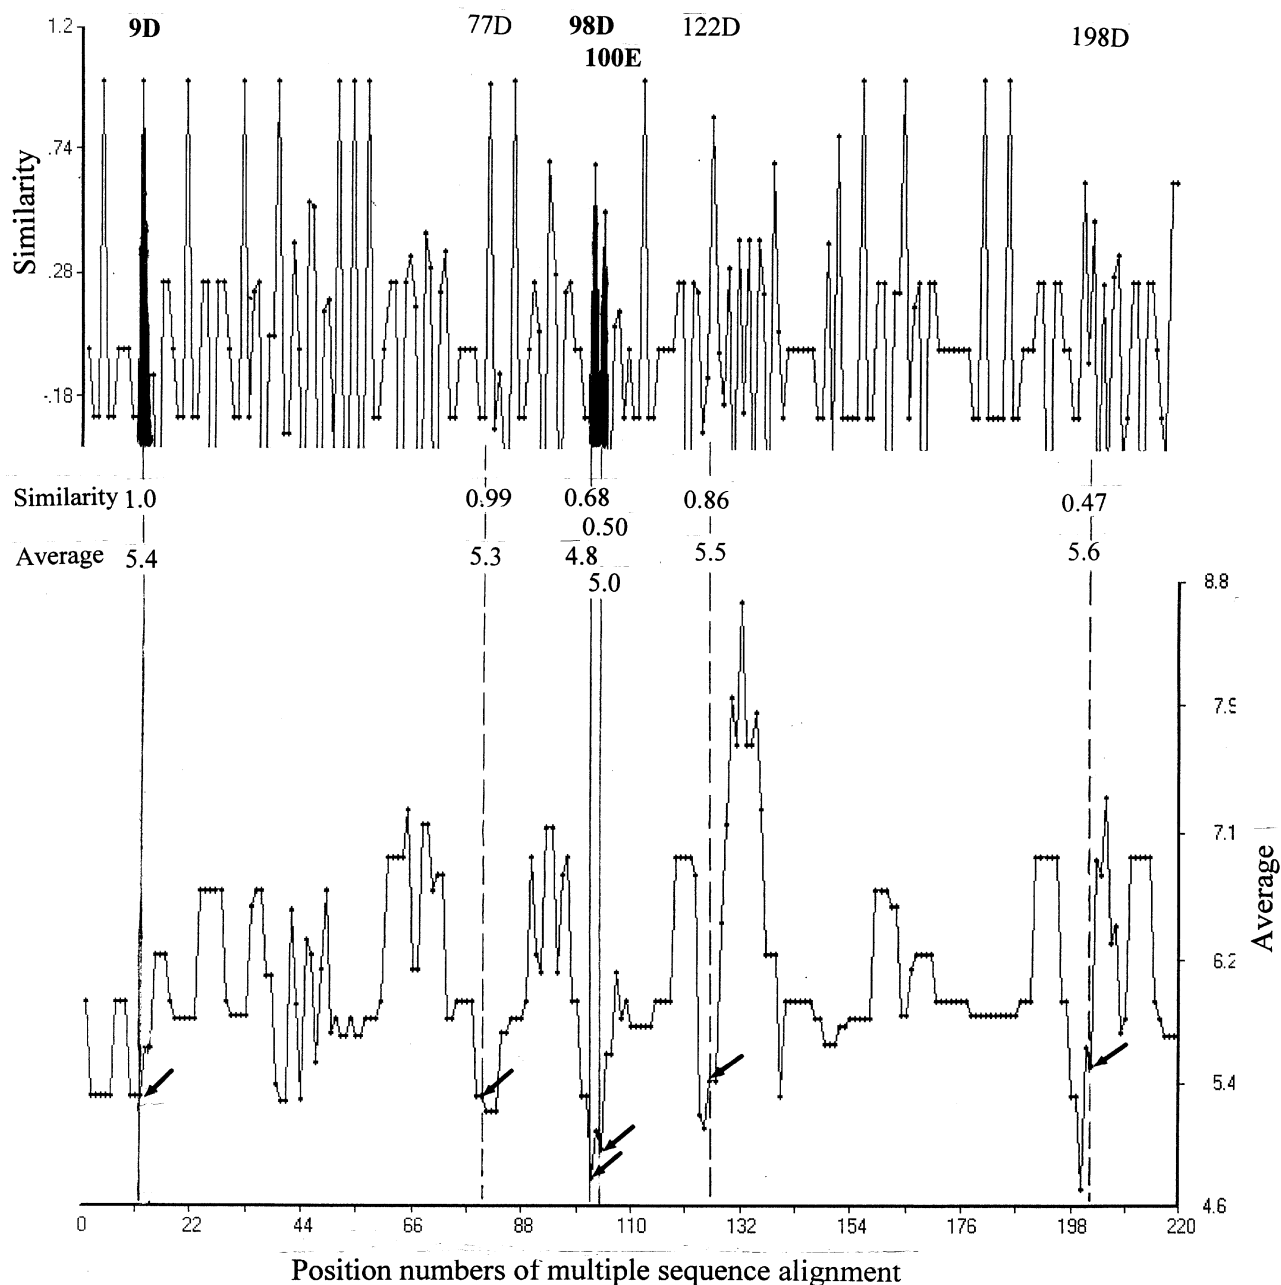 1.2 9D 77D 98D 122D 198D
100E
.74
Similarity
.28
-.18
Similarity 1.0 0.99 0.68 0.86 0.47
0.50
Average 5.4 5.3 4.8 5.5 5.6
5.0
8.8
7.9
7.1
Average
6.2
5.4
4.6
0 22 44 66 88 110 132 154 176 198 220
Position numbers of multiple sequence alignment